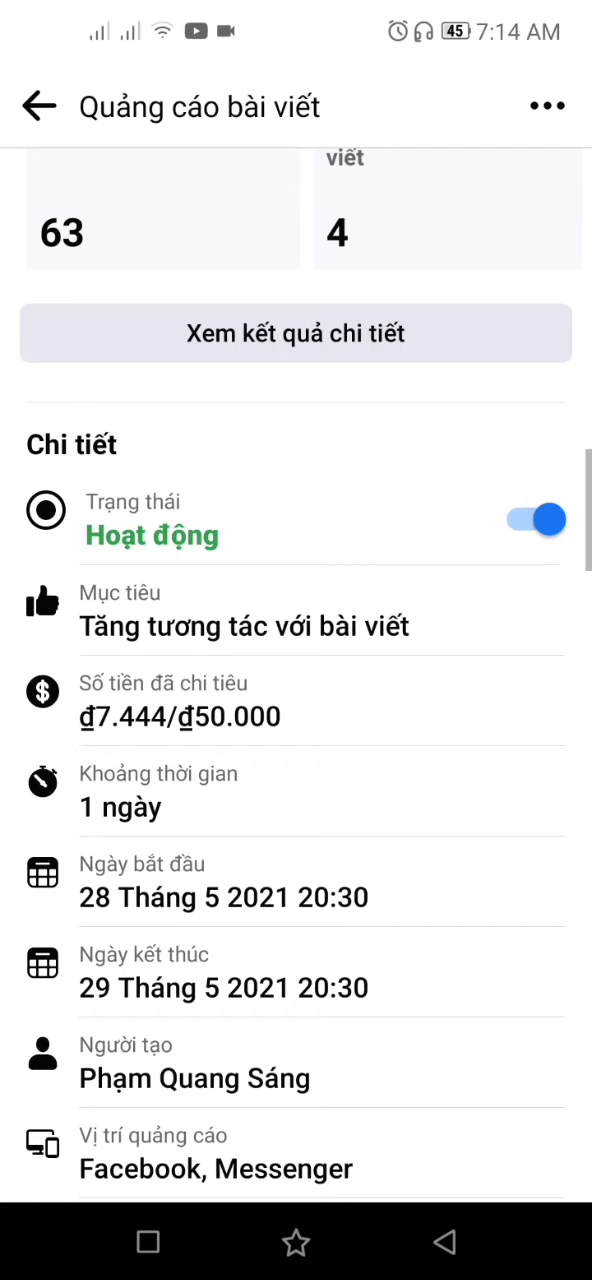 45 7:14 AM
Quảng cáo bài viết
viết
63
4
Xem kết quả chi tiết
Chi tiết
Trạng thái
Hoạt động
Mục tiêu
Tăng tương tác với bài viết
Số tiền đã chi tiêu
₫7.444/₫50.000
Khoảng thời gian
1 ngày
Ngày bắt đầu
28 Tháng 5 2021 20:30
Ngày kết thúc
29 Tháng 5 2021 20:30
Người tạo
Phạm Quang Sáng
Vị trí quảng cáo
Facebook, Messenger